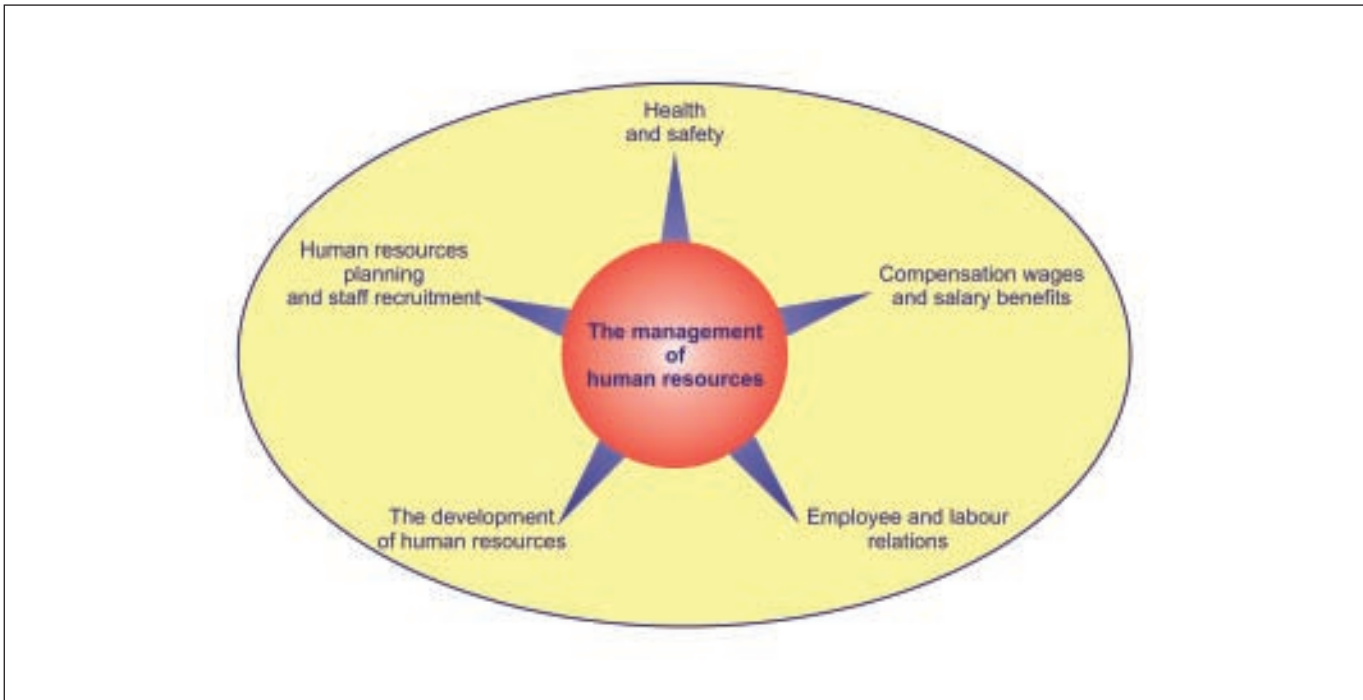 Health
and safety
Human resources
planning
and staff recruitment
Compensation wages
and salary benefits
The management
of
human resources
The development
of human resources
Employee and labour
relations